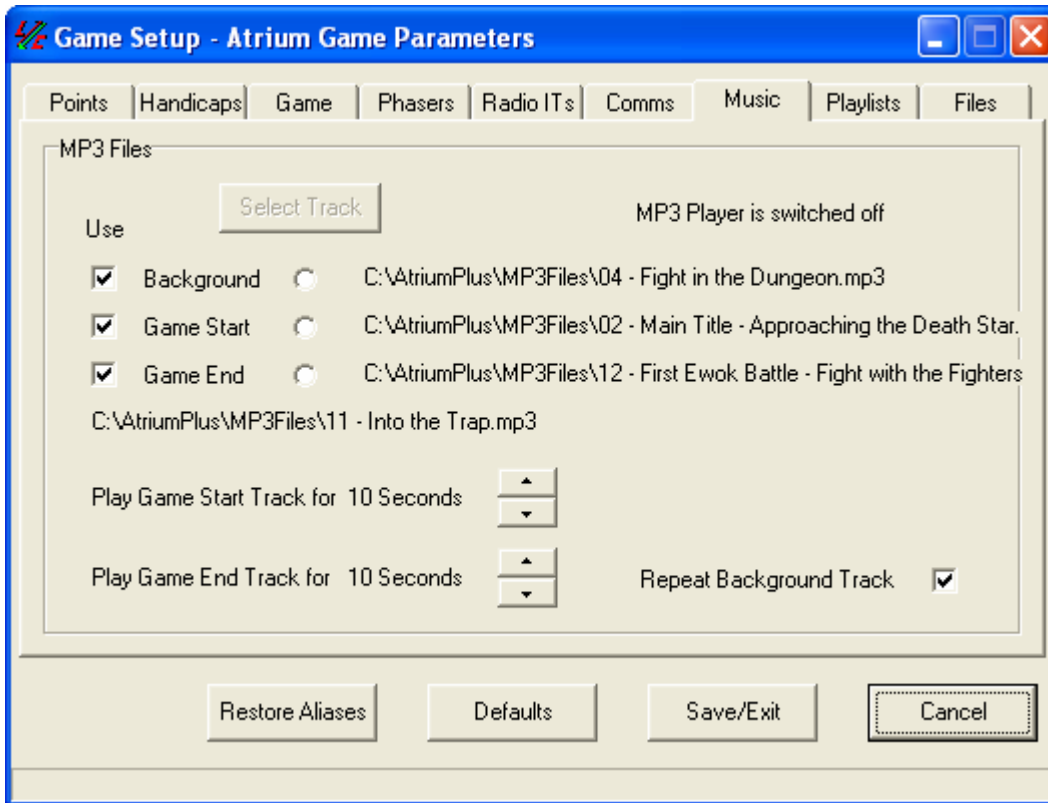 Game Setup - Atrium Game Parameters
Points Handicaps Game Phasers Radio ITs Comms Music Playlists Files
MP3 Files
Select Track
MP3 Player is switched off
Use
Background C:\AtriumPlus\MP3Files\04 - Fight in the Dungeon.mp3
Game Start C:\AtriumPlus\MP3Files\02 - Main Title - Approaching the Death Star.
Game End C:\AtriumPlus\MP3Files\12 - First Ewok Battle - Fight with the Fighters
C:\AtriumPlus\MP3Files\11 - Into the Trap.mp3
Play Game Start Track for 10 Seconds
Play Game End Track for 10 Seconds Repeat Background Track
Restore Aliases Defaults Save/Exit Cancel